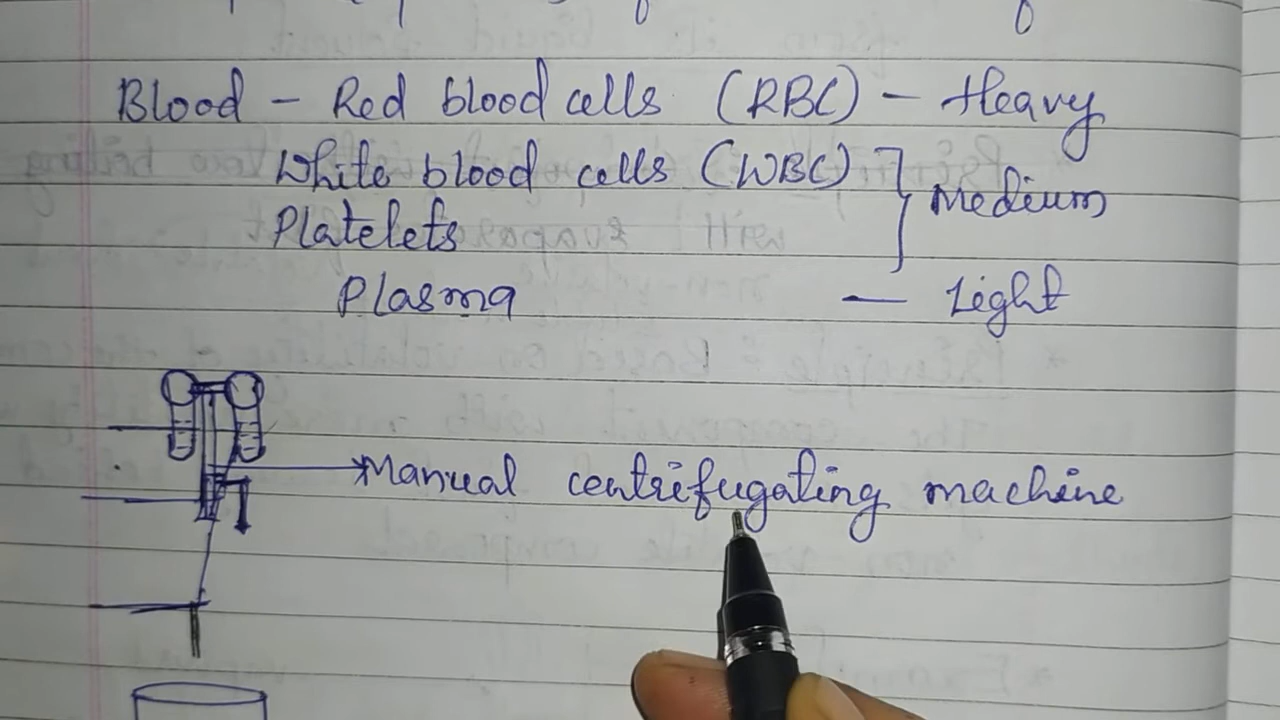 Blood - Red blood cells (RBC) - Heavy
White blood cells (WBC) ] Medium
Platelets
Plasma — Light
Manual centrifugating machine